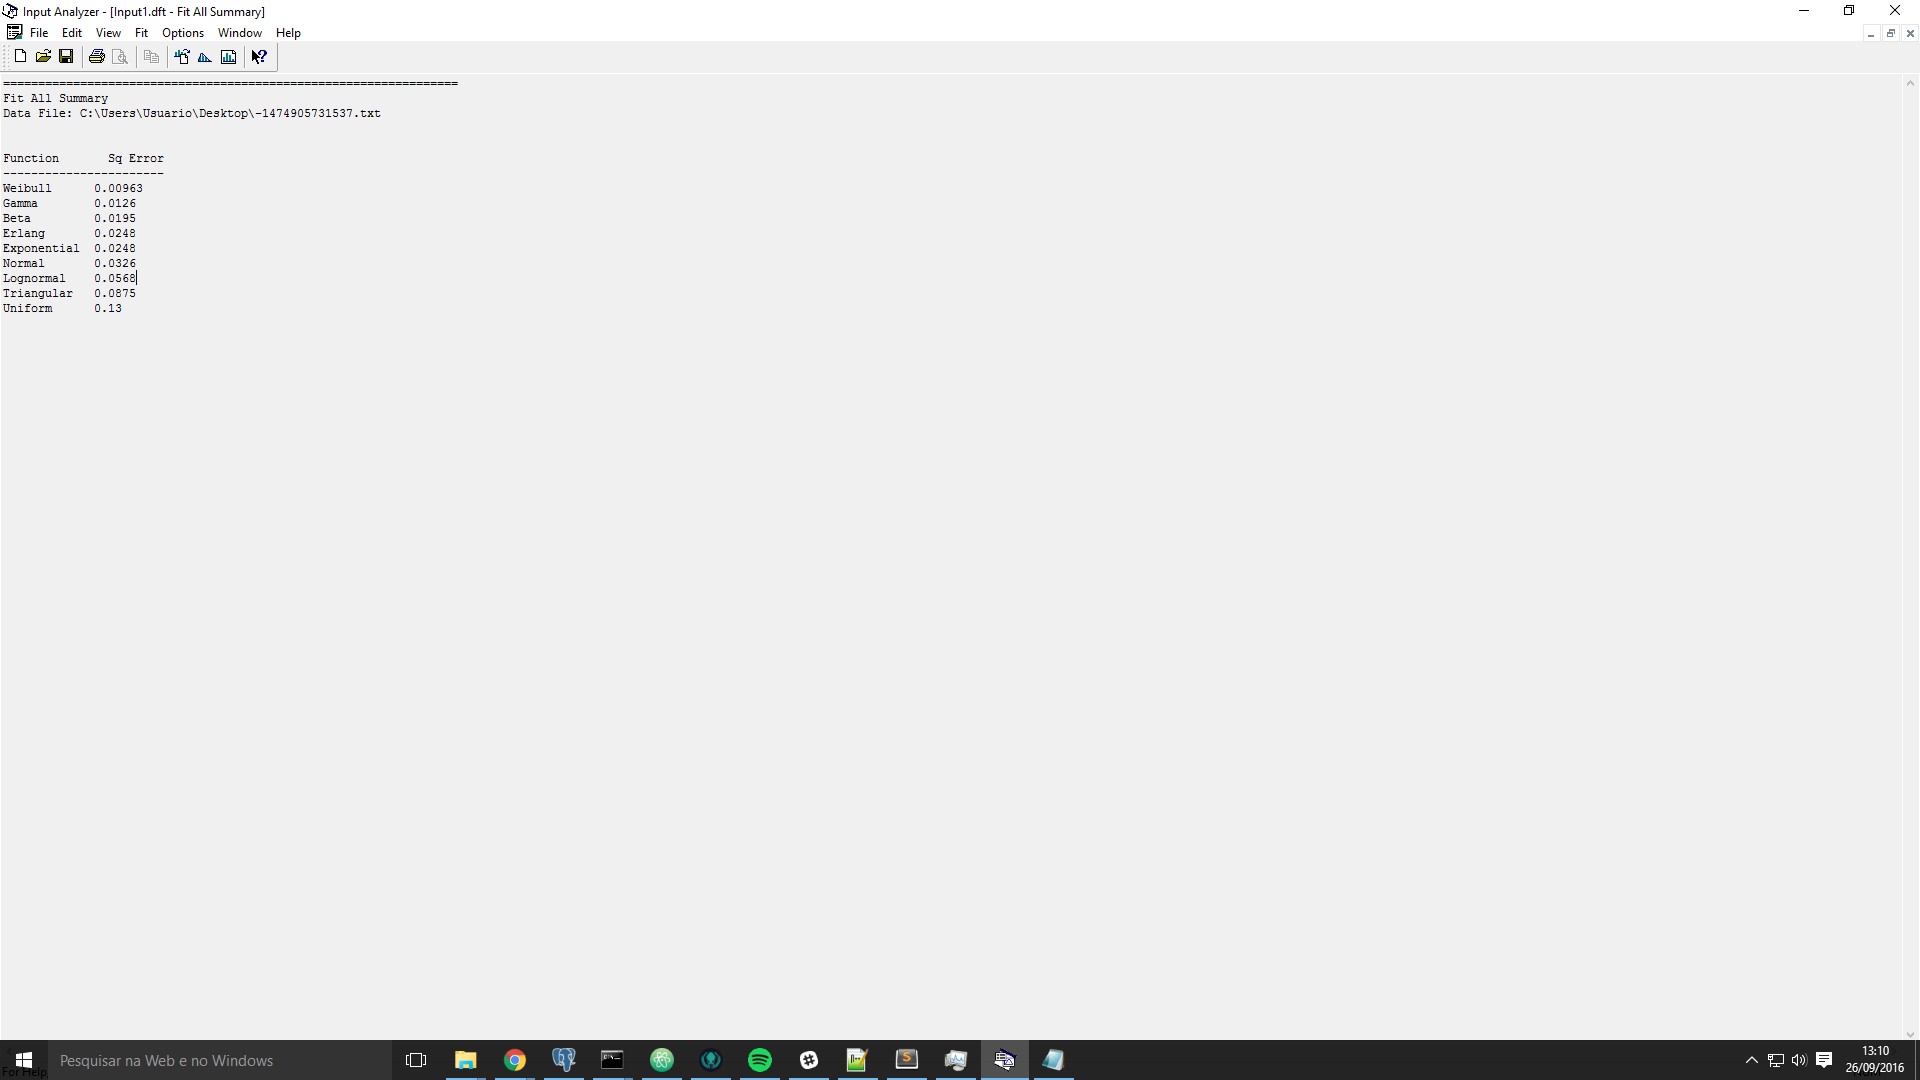 Input Analyzer - [Input1.dft - Fit All Summary]
File Edit View Fit Options Window Help
=================================================================
Fit All Summary
Data File: C:\Users\Usuario\Desktop\-1474905731537.txt
Function Sq Error
-----------------------
Weibull 0.00963
Gamma 0.0126
Beta 0.0195
Erlang 0.0248
Exponential 0.0248
Normal 0.0326
Lognormal 0.0568
Triangular 0.0875
Uniform 0.13
Pesquisar na Web e no Windows
13:10
26/09/2016
For Help